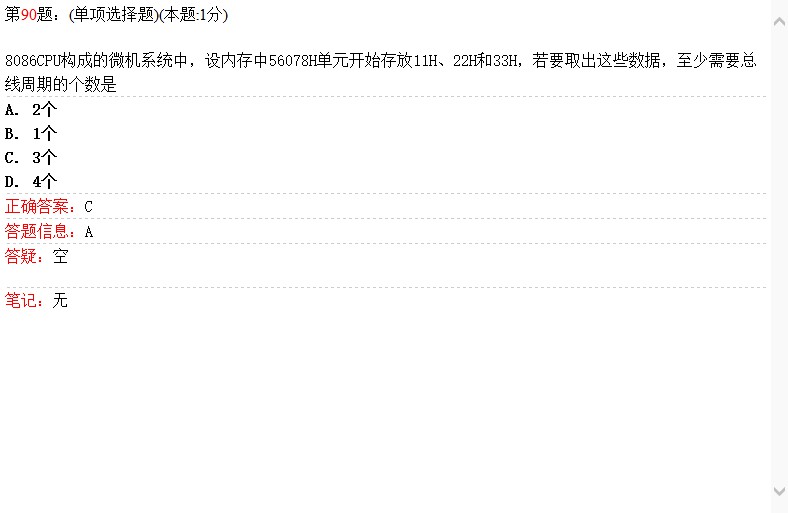 第90题：(单项选择题)(本题:1分)
8086CPU构成的微机系统中，设内存中56078H单元开始存放11H、22H和33H，若要取出这些数据，至少需要总
线周期的个数是
A. 2个
B. 1个
C. 3个
D. 4个
正确答案：C
答题信息：A
答疑：空
笔记：无